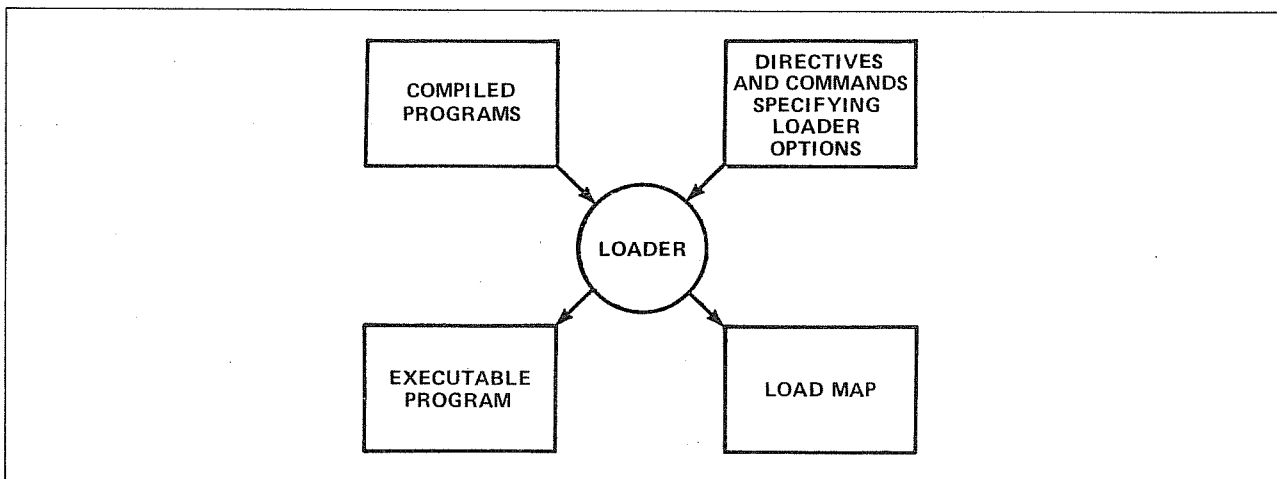 COMPILED
PROGRAMS
DIRECTIVES
AND COMMANDS
SPECIFYING
LOADER
OPTIONS
LOADER
EXECUTABLE
PROGRAM
LOAD MAP